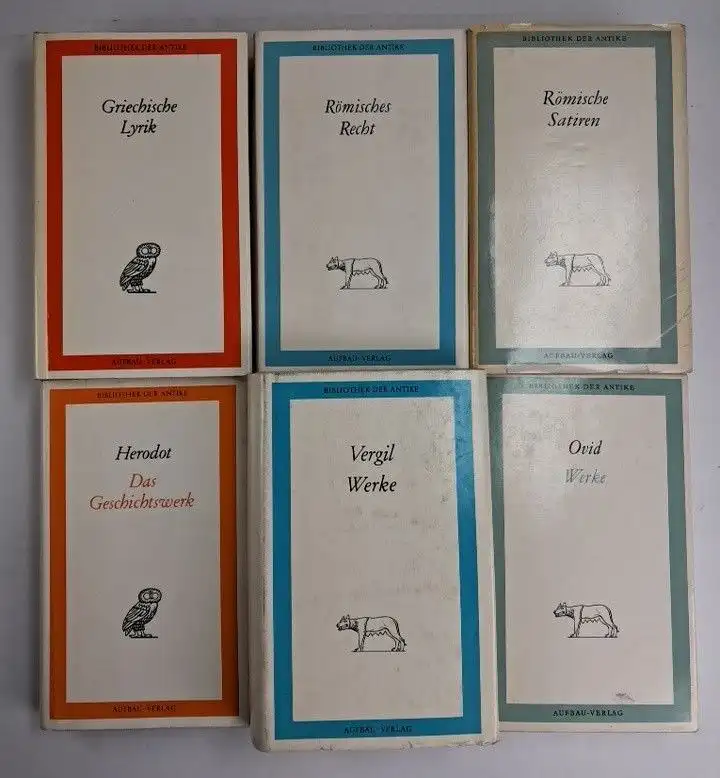 BIBLIOTHEK DER ANTIKE
Griechische
Lyrik
AUFBAU-VERLAG
BIBLIOTHEK DER ANTIKE
Römisches
Recht
AUFBAU-VERLAG
BIBLIOTHEK DER ANTIKE
Römische
Satiren
AUFBAU-VERLAG
BIBLIOTHEK DER ANTIKE
Herodot
Das
Geschichtswerk
AUFBAU-VERLAG
BIBLIOTHEK DER ANTIKE
Vergil
Werke
AUFBAU-VERLAG
BIBLIOTHEK DER ANTIKE
Ovid
Werke
AUFBAU-VERLAG